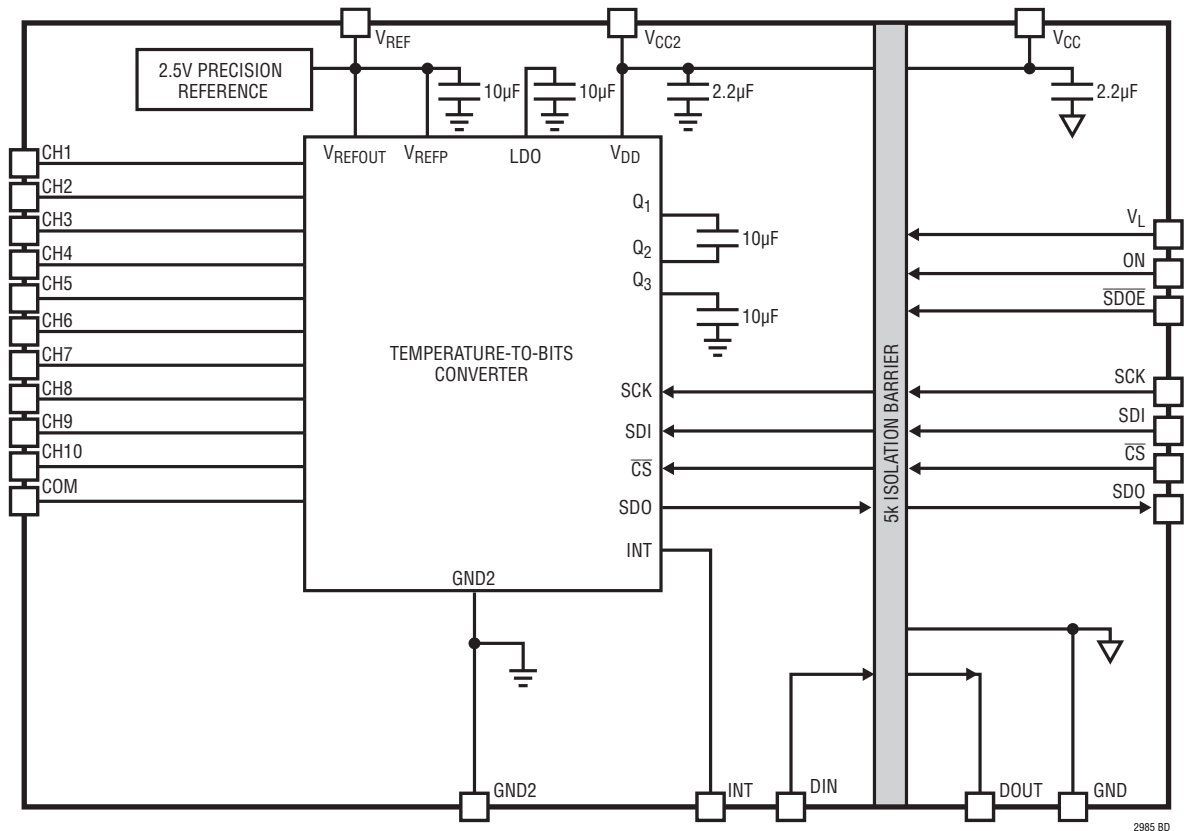 VREF
VCC2
VCC
2.5V PRECISION
REFERENCE
10µF
10µF
2.2µF
2.2µF
VREFOUT
VREFP
LDO
VDD
CH1
CH2
CH3
CH4
CH5
CH6
CH7
CH8
CH9
CH10
COM
Q1
Q2
10µF
Q3
10µF
TEMPERATURE-TO-BITS
CONVERTER
SCK
SDI
CS
SDO
INT
GND2
5k ISOLATION BARRIER
VL
ON
SDOE
SCK
SDI
CS
SDO
GND2
INT
DIN
DOUT
GND
2985 BD